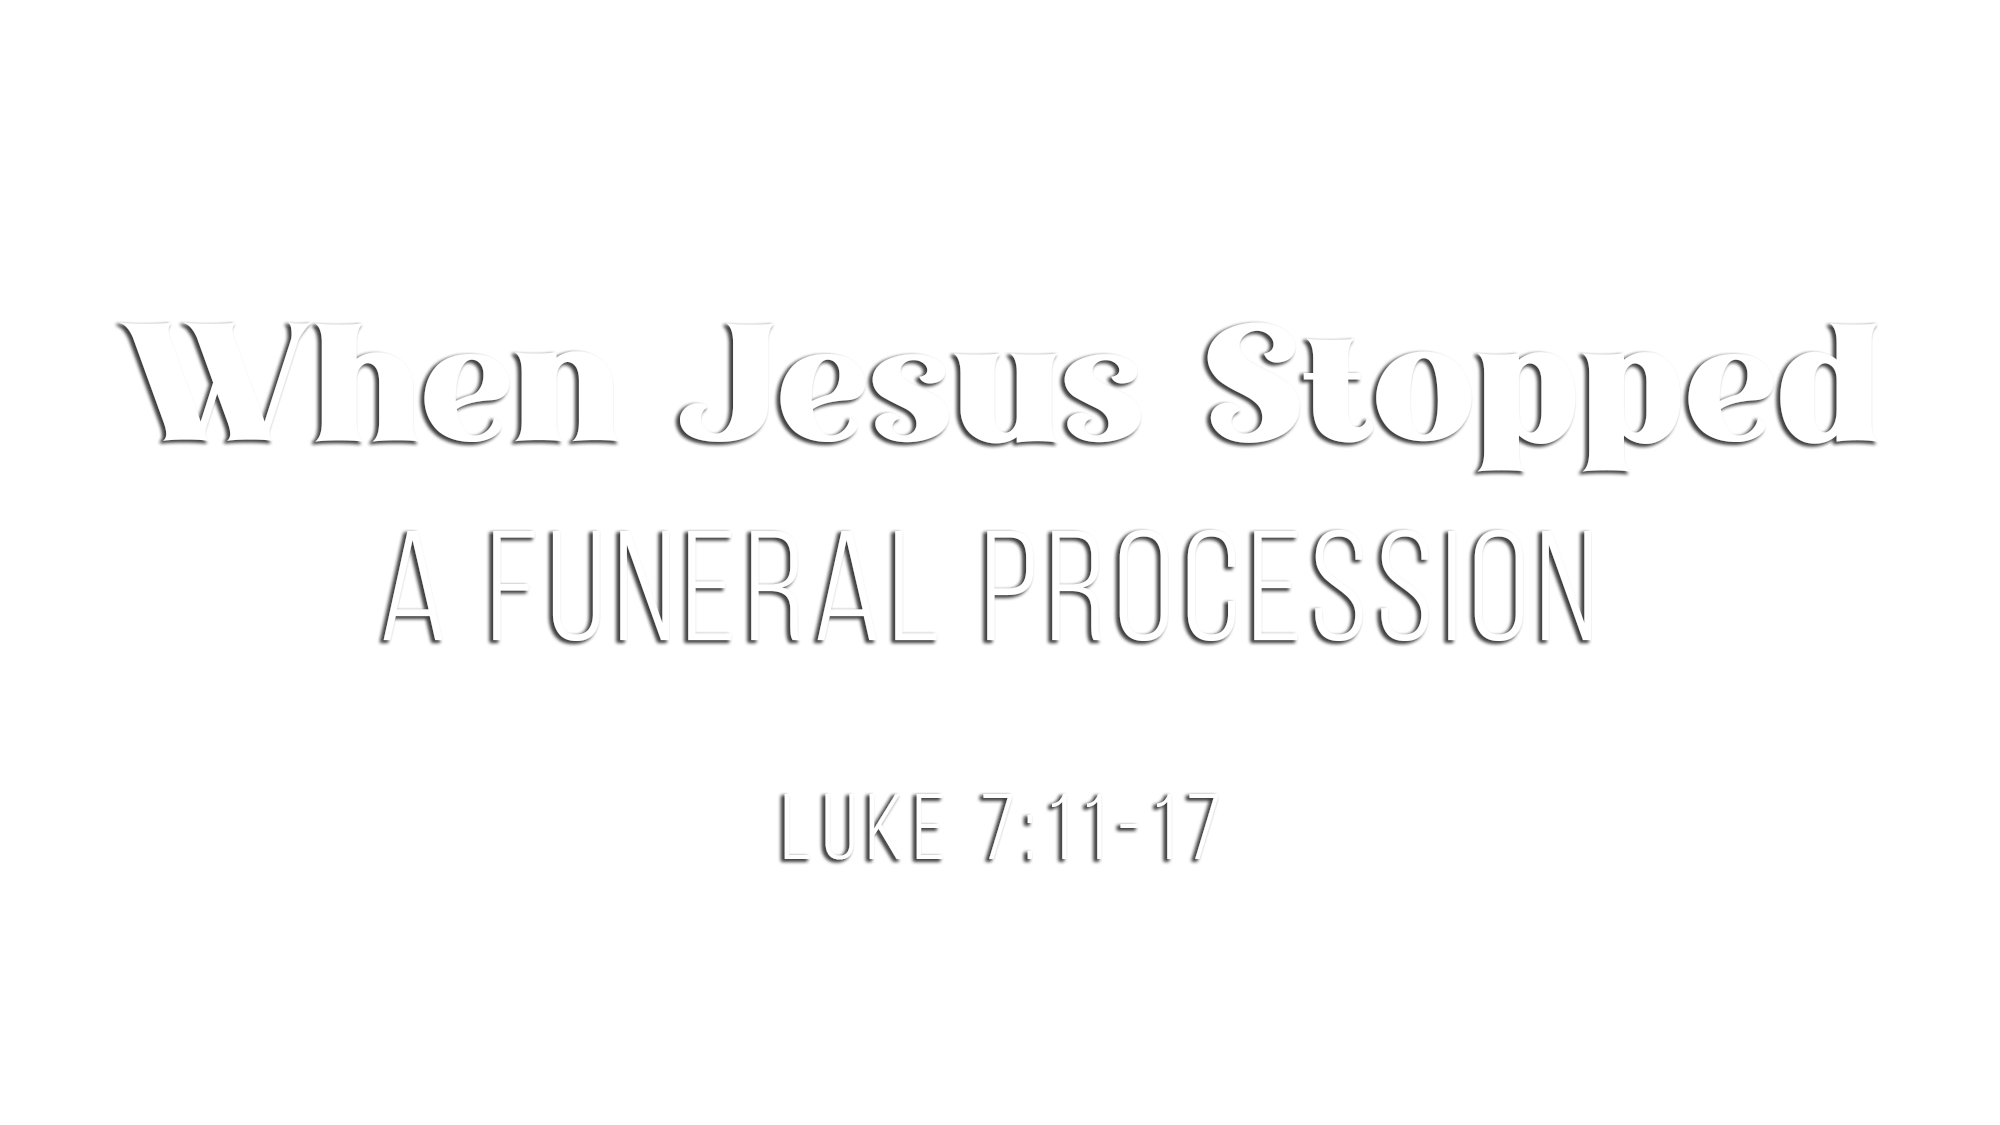 When Jesus Stopped
A FUNERAL PROCESSION
LUKE 7:11-17